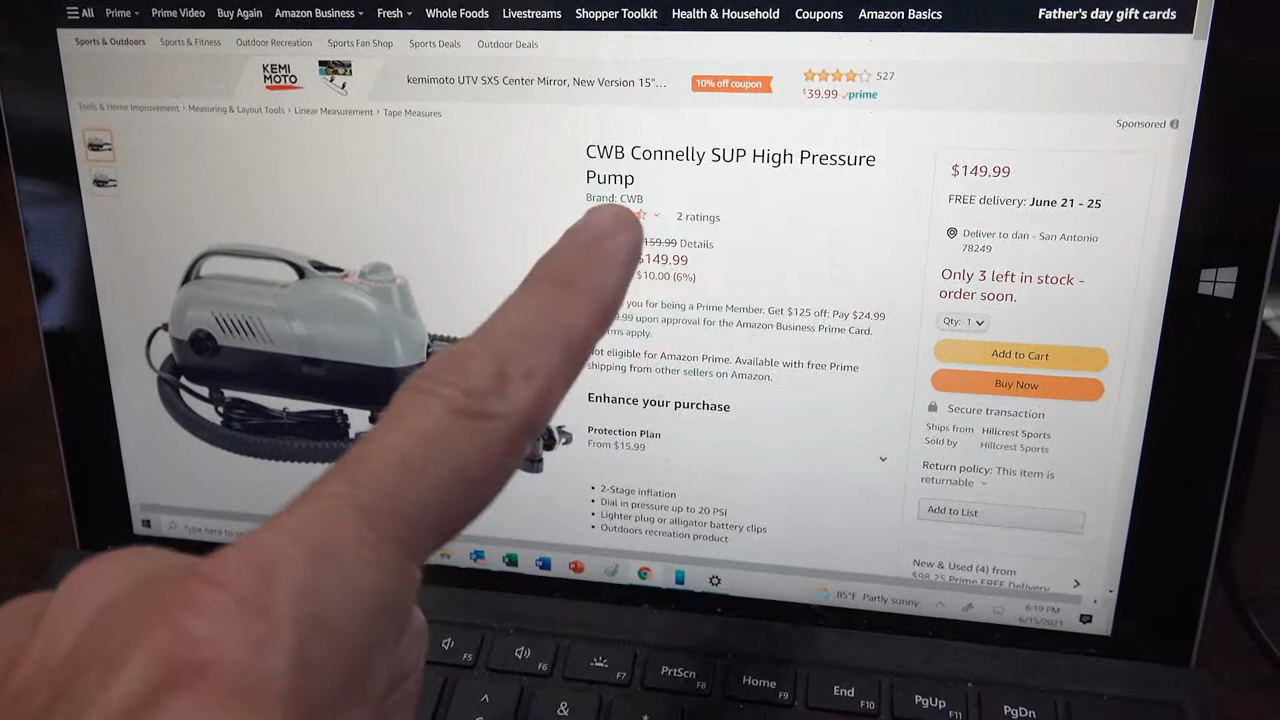 All Prime Prime Video Buy Again Amazon Business Fresh Whole Foods Livestreams Shopper Toolkit Health & Household Coupons Amazon Basics Father's day gift cards
Sports & Outdoors Sports & Fitness Outdoor Recreation Sports Fan Shop Sports Deals Outdoor Deals
KEMI
MOTO
kemimoto UTV SXS Center Mirror, New Version 15"...
10% off coupon
527
$39.99 prime
Tools & Home Improvement › Measuring & Layout Tools › Linear Measurement › Tape Measures
Sponsored
CWB Connelly SUP High Pressure
Pump
Brand: CWB
2 ratings
159.99 Details
$149.99
$10.00 (6%)
you for being a Prime Member. Get $125 off: Pay $24.99
upon approval for the Amazon Business Prime Card.
apply.
Not eligible for Amazon Prime. Available with free Prime
shipping from other sellers on Amazon.
Enhance your purchase
Protection Plan
From $15.99
• 2-Stage inflation
• Dial in pressure up to 20 PSI
• Lighter plug or alligator battery clips
• Outdoors recreation product
$149.99
FREE delivery: June 21 - 25
Deliver to dan - San Antonio
78249
Only 3 left in stock -
order soon.
Qty: 1
Add to Cart
Buy Now
Secure transaction
Ships from Hillcrest Sports
Sold by Hillcrest Sports
Return policy: This item is
returnable
Add to List
New & Used (4) from
$98.25 Prime FREE Delivery
Type here to
85°F Partly sunny
6:19 PM
6/15/2021
F5
F6
F7
PrtScn
F8
Home
F9
End
F10
PgUp
F11
PgDn
&